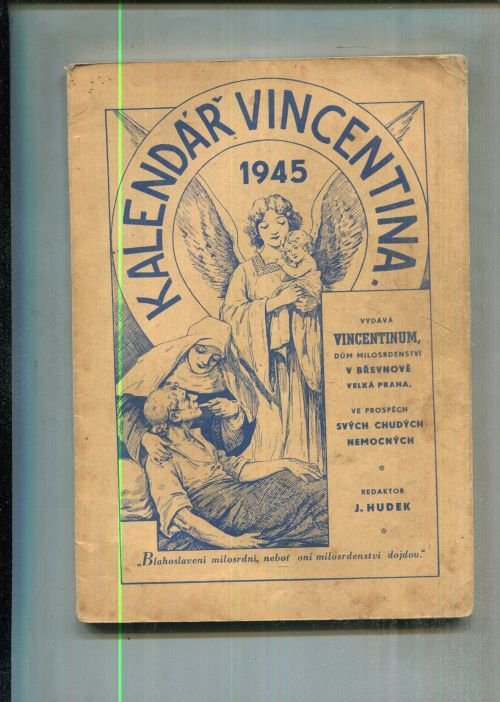 KALENDÁŘ VINCENTINA.
1945
VYDÁVÁ
VINCENTINUM,
DŮM MILOSRDENSTVÍ
V BŘEVNOVĚ
VELKÁ PRAHA,
VE PROSPĚCH
SVÝCH CHUDÝCH
NEMOCNÝCH
REDAKTOR
J. HUDEK
„Blahoslavení milosrdní, neboť oni milosrdenství dojdou."